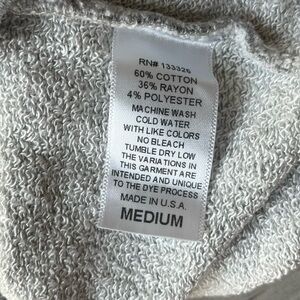 RN# 133326
60% COTTON
36% RAYON
4% POLYESTER
MACHINE WASH
COLD WATER
WITH LIKE COLORS
NO BLEACH
TUMBLE DRY LOW
THE VARIATIONS IN
THIS GARMENT ARE
INTENDED AND UNIQUE
TO THE DYE PROCESS
MADE IN U.S.A.
MEDIUM